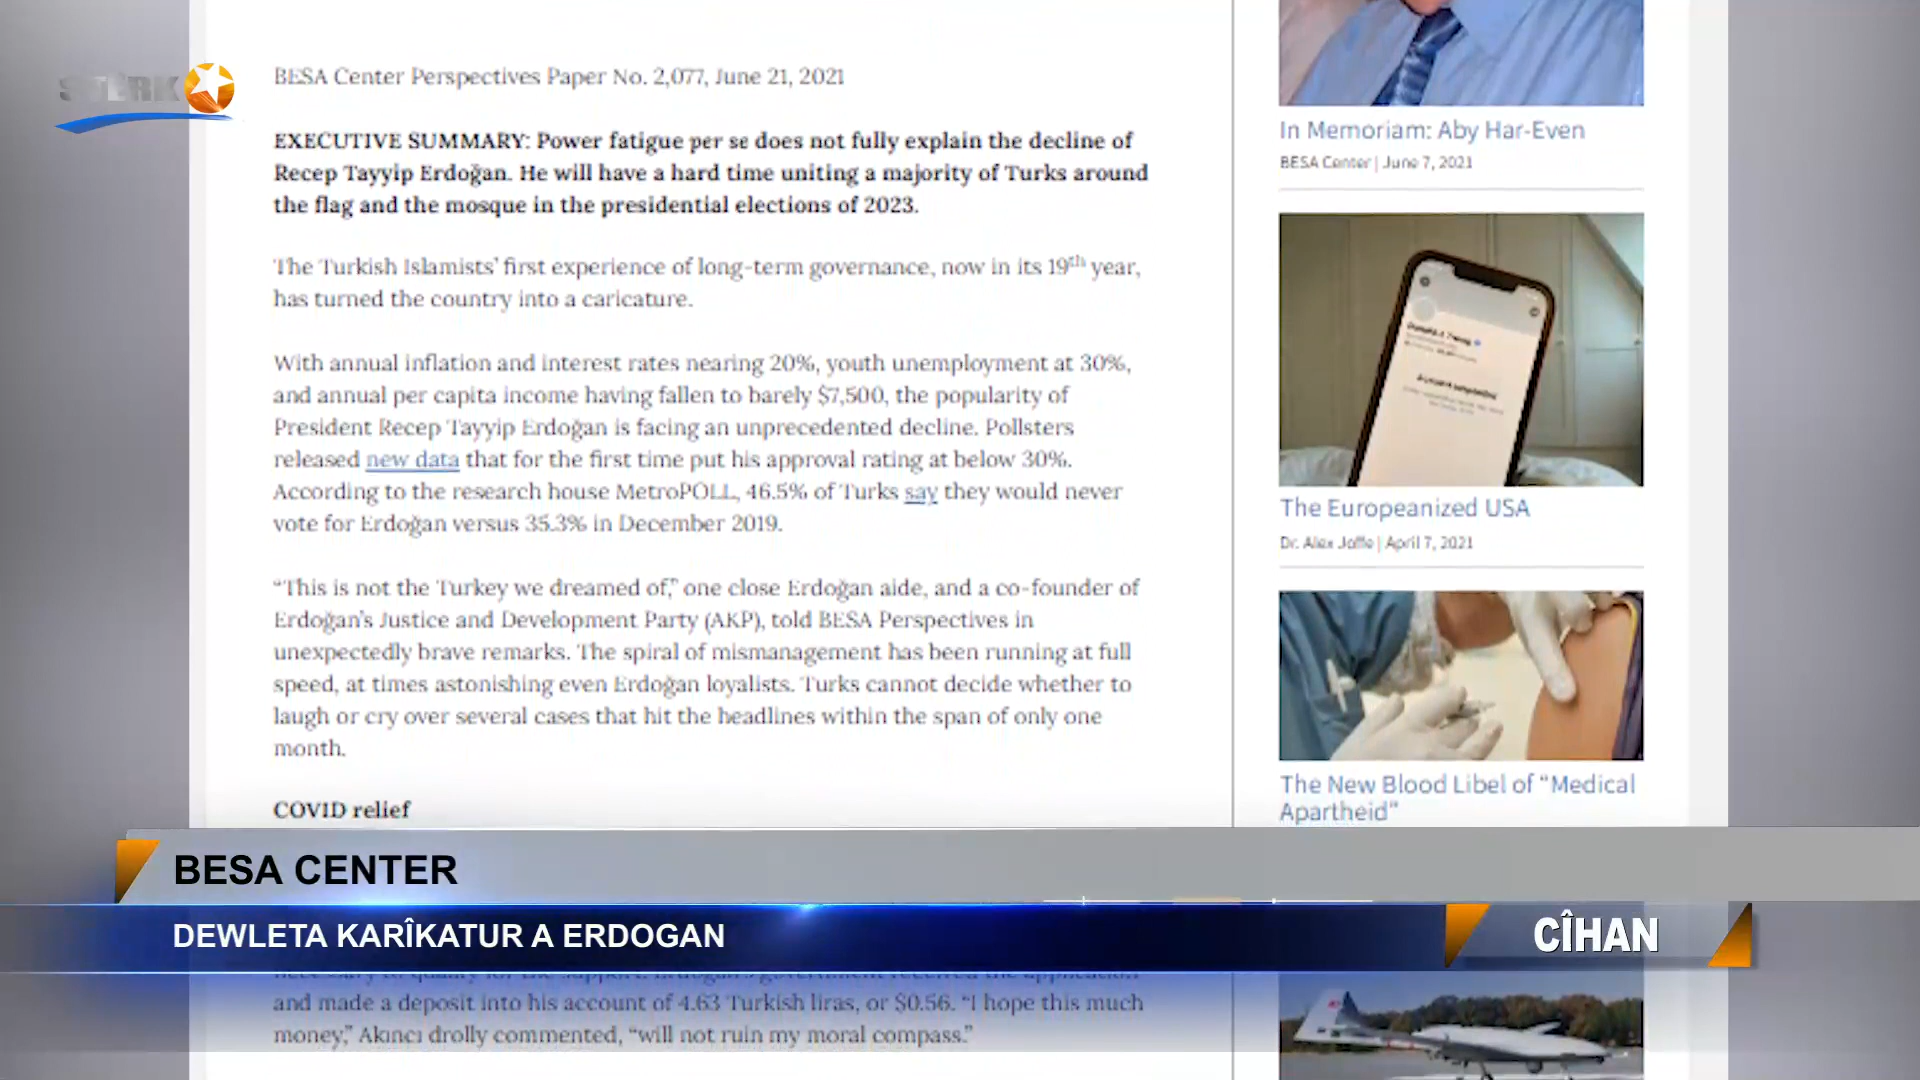 STÊRK
BESA Center Perspectives Paper No. 2,077, June 21, 2021
EXECUTIVE SUMMARY: Power fatigue per se does not fully explain the decline of
Recep Tayyip Erdoğan. He will have a hard time uniting a majority of Turks around
the flag and the mosque in the presidential elections of 2023.
The Turkish Islamists’ first experience of long-term governance, now in its 19th year,
has turned the country into a caricature.
With annual inflation and interest rates nearing 20%, youth unemployment at 30%,
and annual per capita income having fallen to barely $7,500, the popularity of
President Recep Tayyip Erdoğan is facing an unprecedented decline. Pollsters
released new data that for the first time put his approval rating at below 30%.
According to the research house MetroPOLL, 46.5% of Turks say they would never
vote for Erdoğan versus 35.3% in December 2019.
“This is not the Turkey we dreamed of,” one close Erdoğan aide, and a co-founder of
Erdoğan’s Justice and Development Party (AKP), told BESA Perspectives in
unexpectedly brave remarks. The spiral of mismanagement has been running at full
speed, at times astonishing even Erdoğan loyalists. Turks cannot decide whether to
laugh or cry over several cases that hit the headlines within the span of only one
month.
COVID relief
and made a deposit into his account of 4.63 Turkish liras, or $0.56. “I hope this much
money,” Akıncı drolly commented, “will not ruin my moral compass.”
In Memoriam: Aby Har-Even
BESA Center | June 7, 2021
The Europeanized USA
Dr. Alex Joffe | April 7, 2021
The New Blood Libel of “Medical
Apartheid”
BESA CENTER
DEWLETA KARÎKATUR A ERDOGAN
CÎHAN